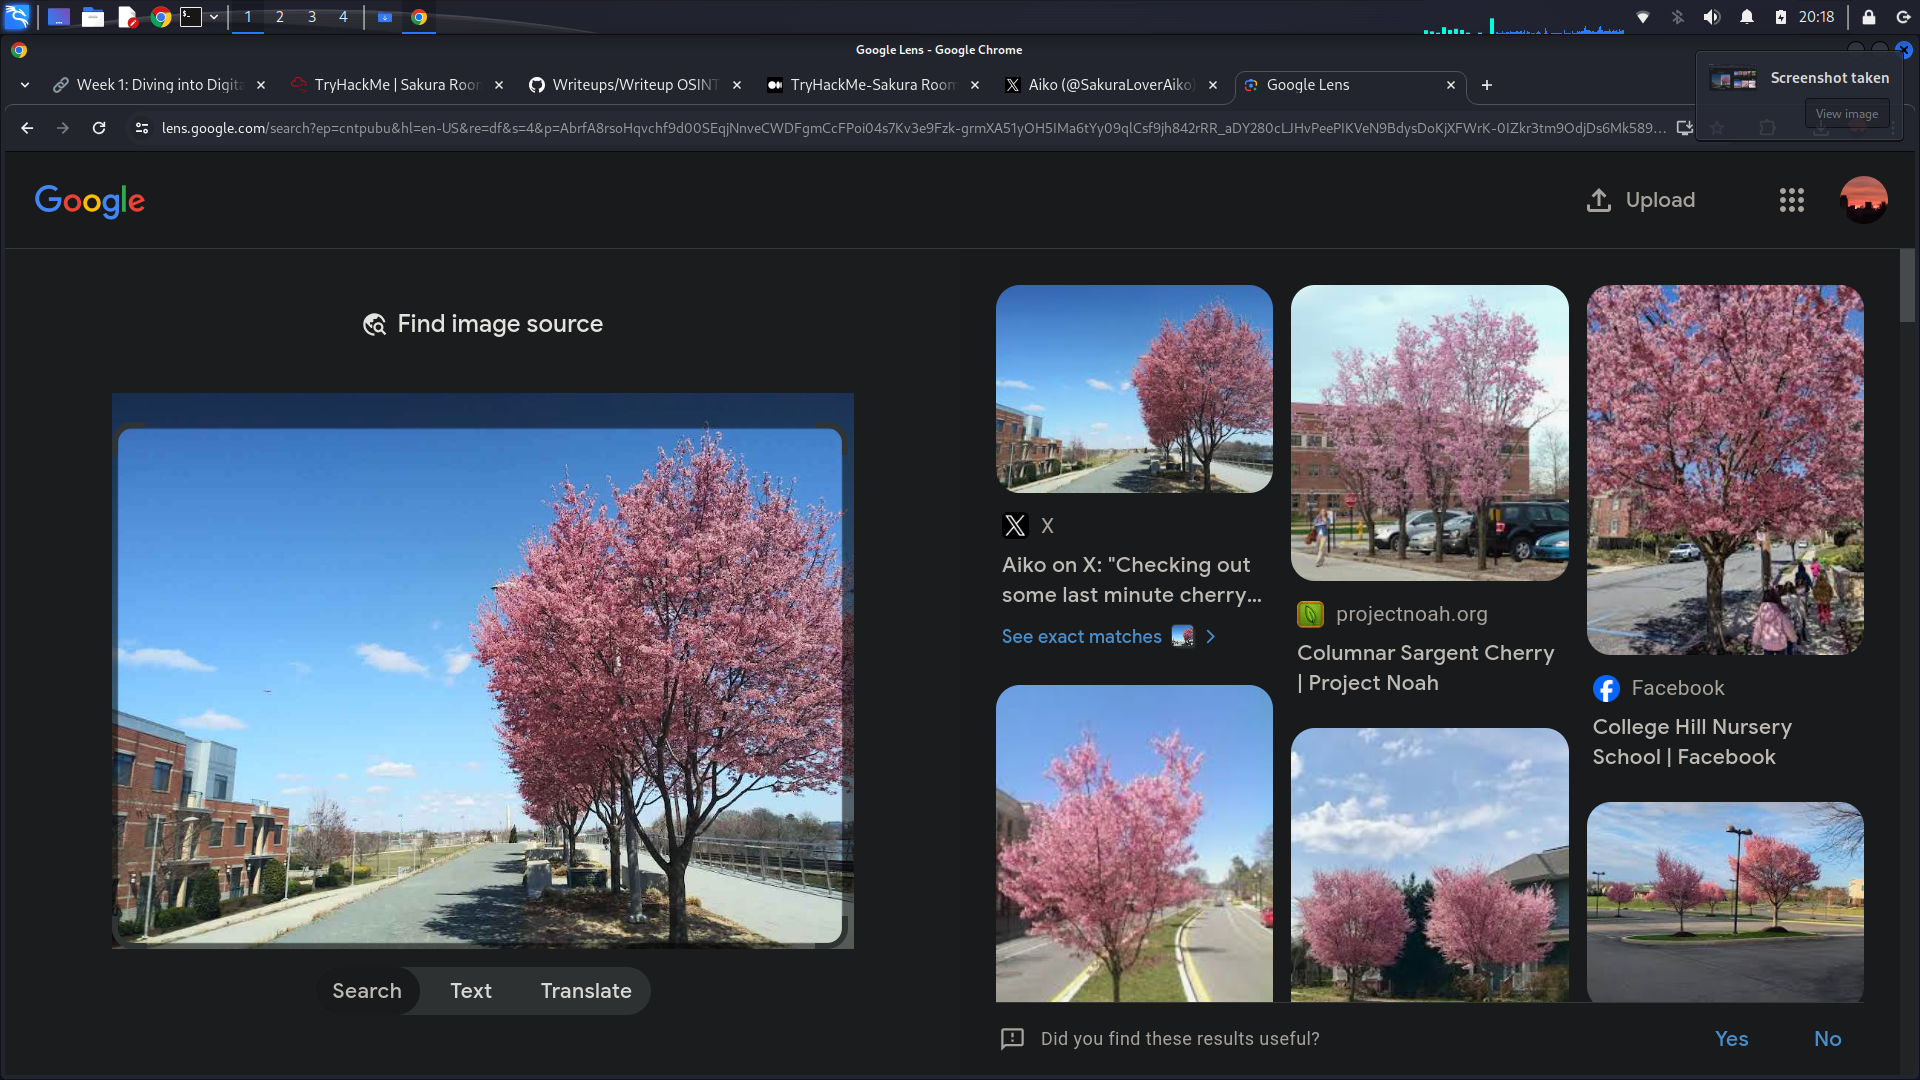 1 2 3 4 20:18
Google Lens - Google Chrome
Week 1: Diving into Digita TryHackMe | Sakura Roor Writeups/Writeup OSINT TryHackMe-Sakura Room Aiko (@SakuraLoverAiko) Google Lens
Screenshot taken
View image
lens.google.com/search?ep=cntpubu&hl=en-US&re=df&s=4&p=AbrfA8rsoHqvchf9d00SEqjNnveCWDFgmCcFPoi04s7Kv3e9Fzk-grmXA51yOH5IMa6tYy09qlCsf9jh842rRR_aDY280cLJHvPeePIKVeN9BdysDoKjXFWrK-0IZkr3tm9OdjDs6Mk589...
Google
Upload
Find image source
X
Aiko on X: "Checking out
some last minute cherry...
See exact matches
projectnoah.org
Columnar Sargent Cherry
| Project Noah
Facebook
College Hill Nursery
School | Facebook
Search Text Translate
Did you find these results useful? Yes No